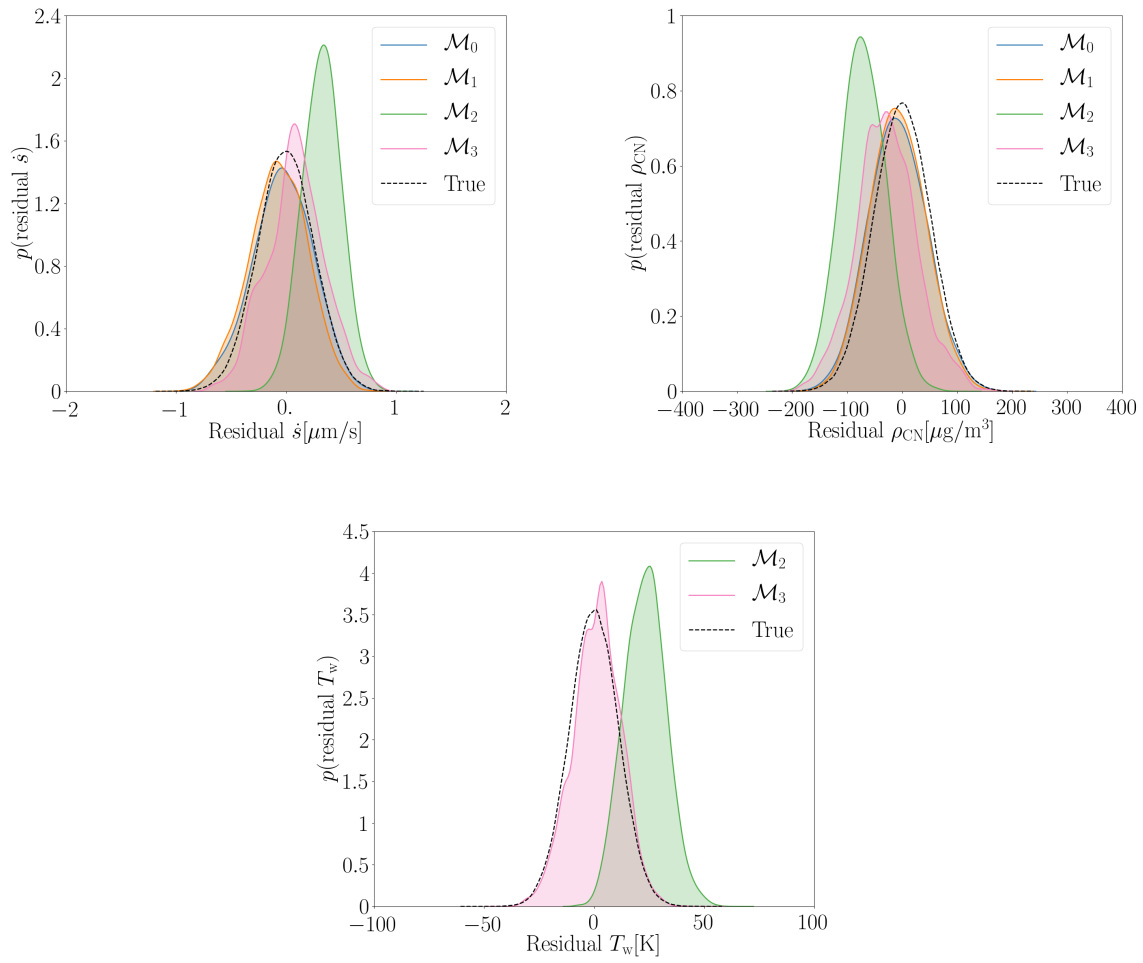 2.4
2
1.6
1.2
0.8
0.4
0
p(residual ṡ)
−2
−1
0.
1
2
Residual ṡ[μm/s]
ℳ₀
ℳ₁
ℳ₂
ℳ₃
True
1
0.8
0.6
0.4
0.2
0
p(residual ρ_CN)
−400
−300
−200
−100
0
100
200
300
400
Residual ρ_CN[μg/m³]
ℳ₀
ℳ₁
ℳ₂
ℳ₃
True
4.5
4
3.5
3
2.5
2
1.5
1
0.5
0
p(residual T_w)
−100
−50
0
50
100
Residual T_w[K]
ℳ₂
ℳ₃
True